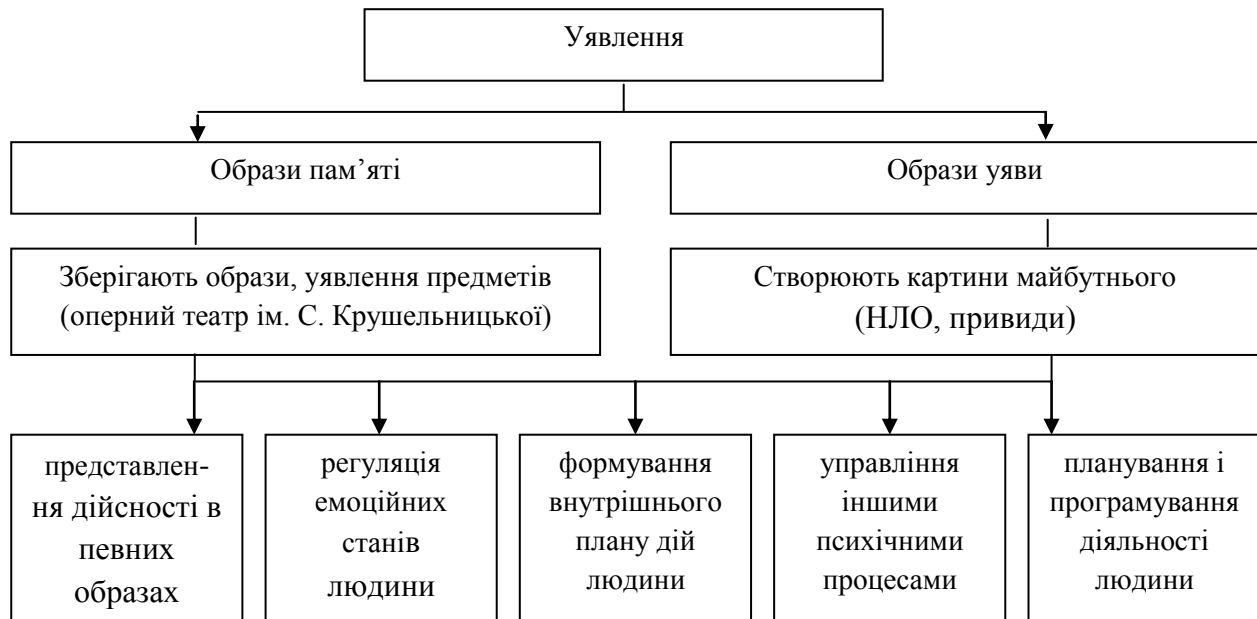 Уявлення
Образи пам’яті
Образи уяви
Зберігають образи, уявлення предметів
(оперний театр ім. С. Крушельницької)
Створюють картини майбутнього
(НЛО, привиди)
представлен-
ня дійсності в
певних
образах
регуляція
емоційних
станів
людини
формування
внутрішнього
плану дій
людини
управління
іншими
психічними
процесами
планування і
програмування
діяльності
людини